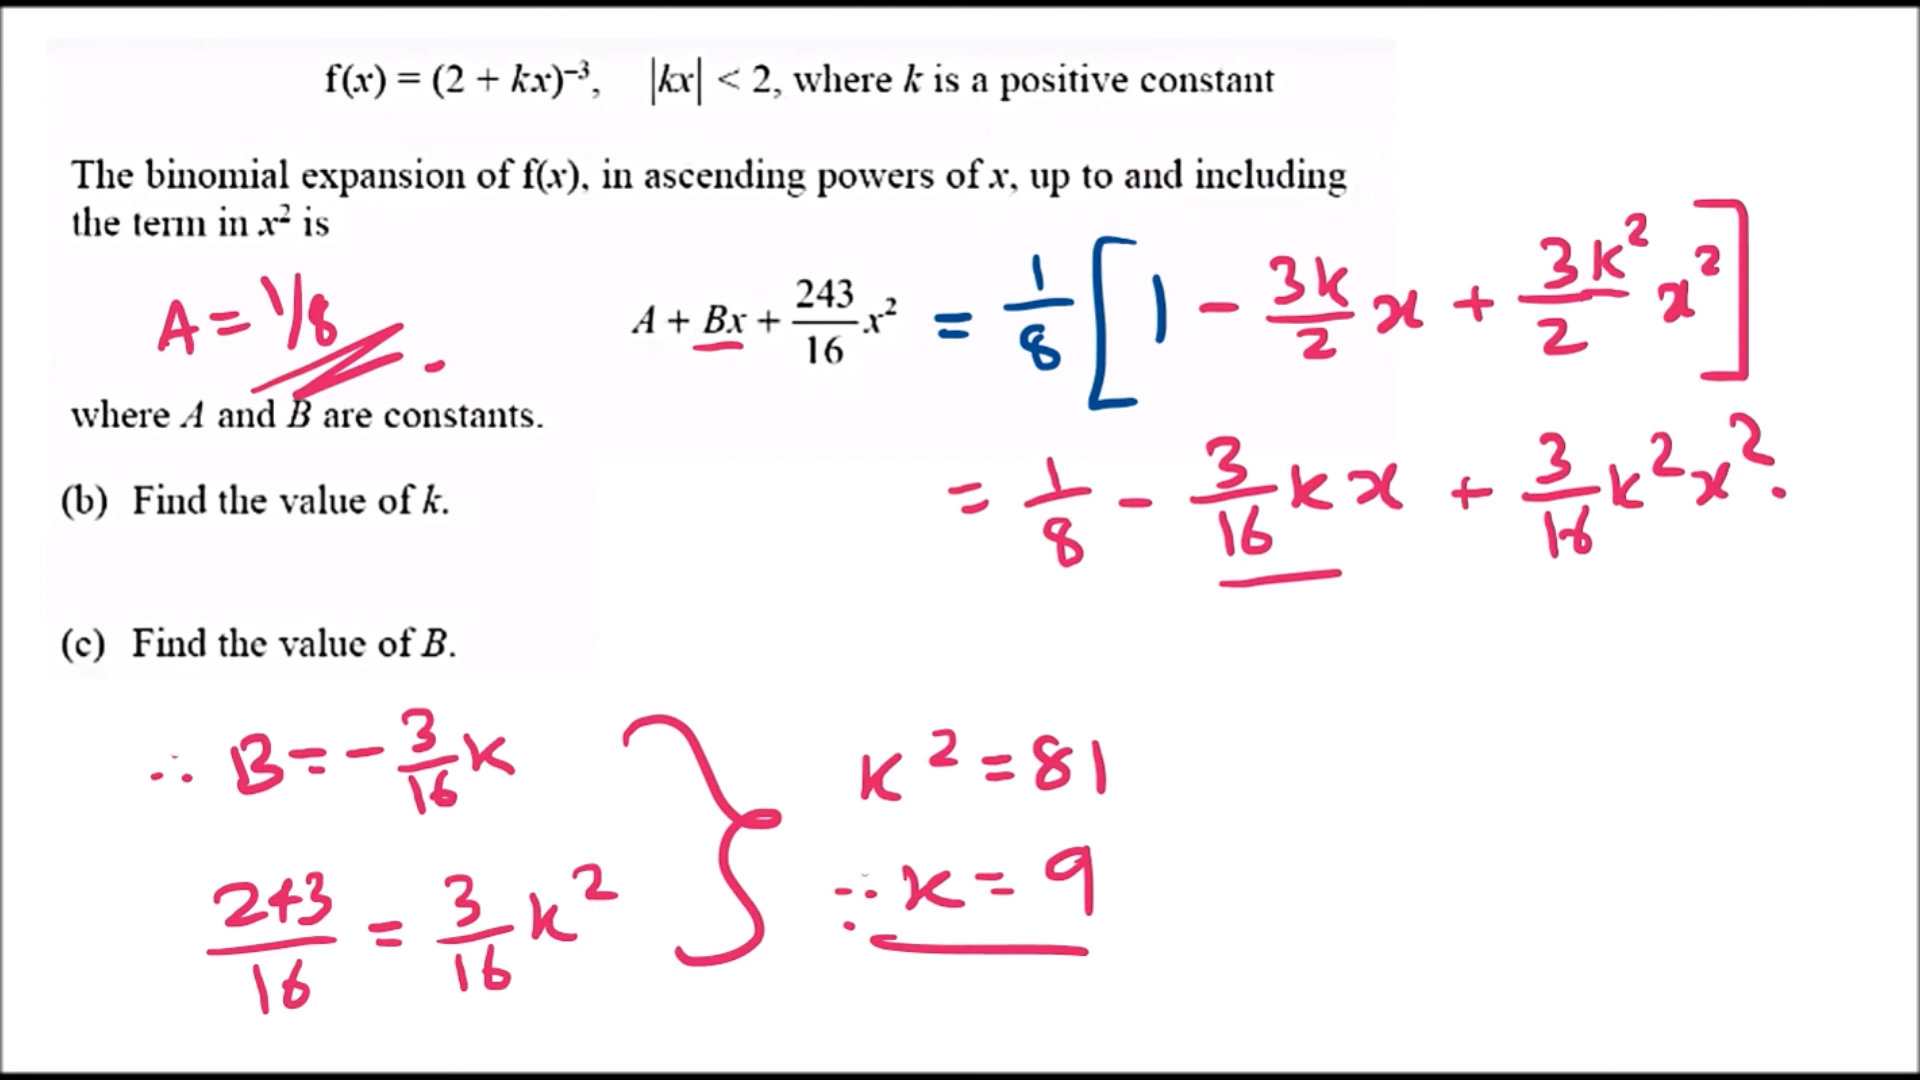 f(x) = (2 + kx)⁻³, |kx| < 2, where k is a positive constant
The binomial expansion of f(x), in ascending powers of x, up to and including
the term in x² is
A = 1/8.
A + Bx + 243/16 x² = 1/8 [1 - 3k/2 x + 3k²/2 x²]
where A and B are constants.
= 1/8 - 3/16 kx + 3/16 k²x².
(b) Find the value of k.
(c) Find the value of B.
∴ B = - 3/16 k
243/16 = 3/16 k²
k² = 81
∴ k = 9